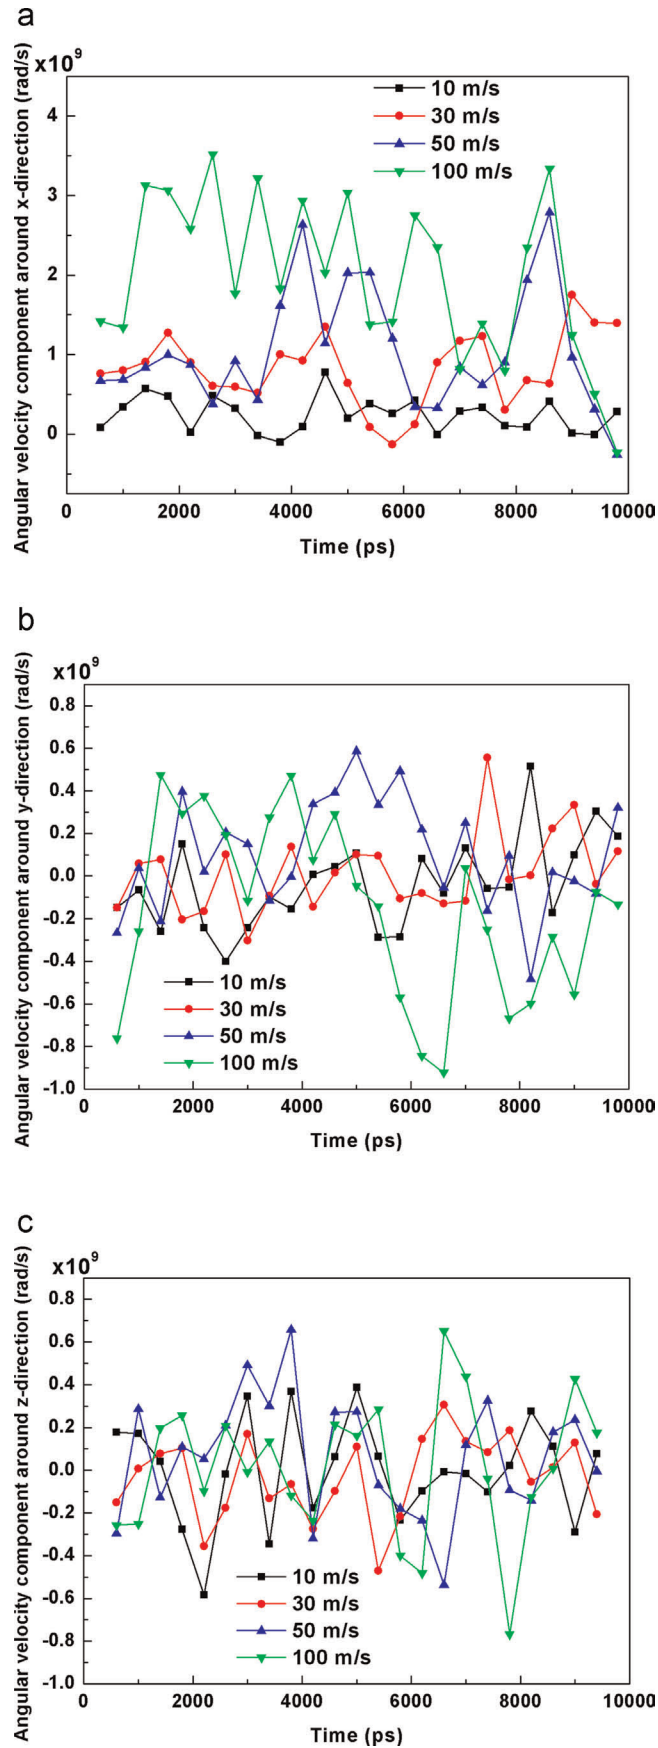 a
x10⁹
Angular velocity component around x-direction (rad/s)
4
3
2
1
0
10 m/s
30 m/s
50 m/s
100 m/s
0 2000 4000 6000 8000 10000
Time (ps)
b
x10⁹
Angular velocity component around y-direction (rad/s)
0.8
0.6
0.4
0.2
0.0
-0.2
-0.4
-0.6
-0.8
-1.0
10 m/s
30 m/s
50 m/s
100 m/s
0 2000 4000 6000 8000 10000
Time (ps)
c
x10⁹
Angular velocity component around z-direction (rad/s)
0.8
0.6
0.4
0.2
0.0
-0.2
-0.4
-0.6
-0.8
-1.0
10 m/s
30 m/s
50 m/s
100 m/s
0 2000 4000 6000 8000 10000
Time (ps)